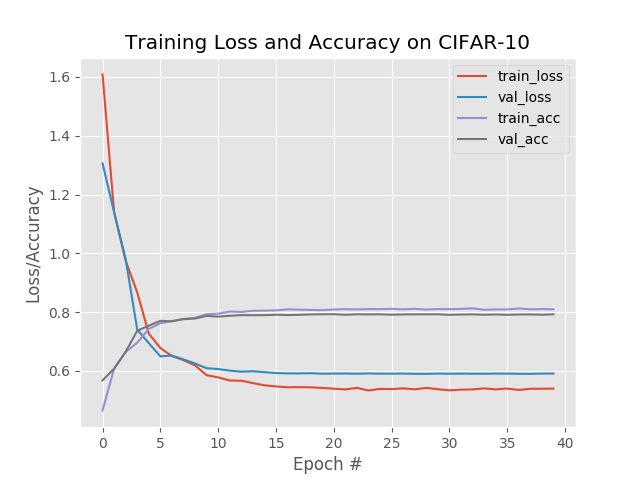 Training Loss and Accuracy on CIFAR-10
train_loss
val_loss
train_acc
val_acc
Loss/Accuracy
1.6
1.4
1.2
1.0
0.8
0.6
0 5 10 15 20 25 30 35 40
Epoch #